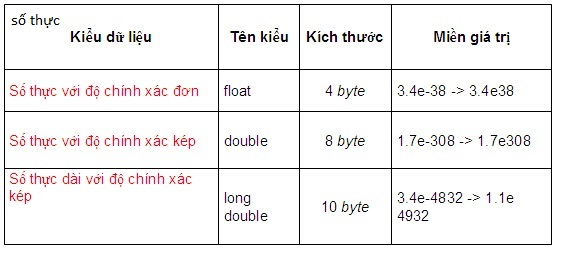 số thực
Kiểu dữ liệu Tên kiểu Kích thước Miền giá trị
Số thực với độ chính xác đơn float 4 byte 3.4e-38 -> 3.4e38
Số thực với độ chính xác kép double 8 byte 1.7e-308 -> 1.7e308
Số thực dài với độ chính xác
kép
long
double
10 byte
3.4e-4832 -> 1.1e
4932